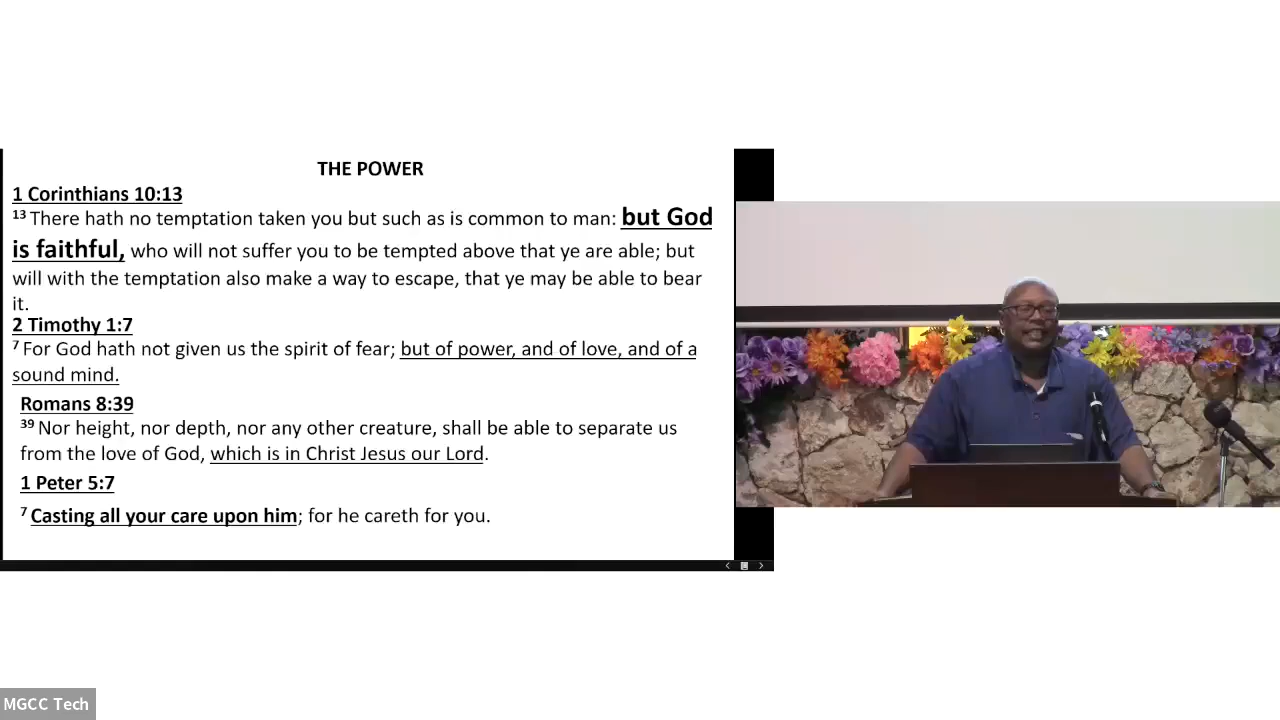 THE POWER
1 Corinthians 10:13
13 There hath no temptation taken you but such as is common to man: but God
is faithful, who will not suffer you to be tempted above that ye are able; but
will with the temptation also make a way to escape, that ye may be able to bear
it.
2 Timothy 1:7
7 For God hath not given us the spirit of fear; but of power, and of love, and of a
sound mind.
Romans 8:39
39 Nor height, nor depth, nor any other creature, shall be able to separate us
from the love of God, which is in Christ Jesus our Lord.
1 Peter 5:7
7 Casting all your care upon him; for he careth for you.
MGCC Tech